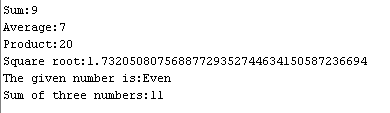 Sum:9
Average:7
Product:20
Square root:1.7320508075688772935274463415058723669​4
The given number is:Even
Sum of three numbers:11